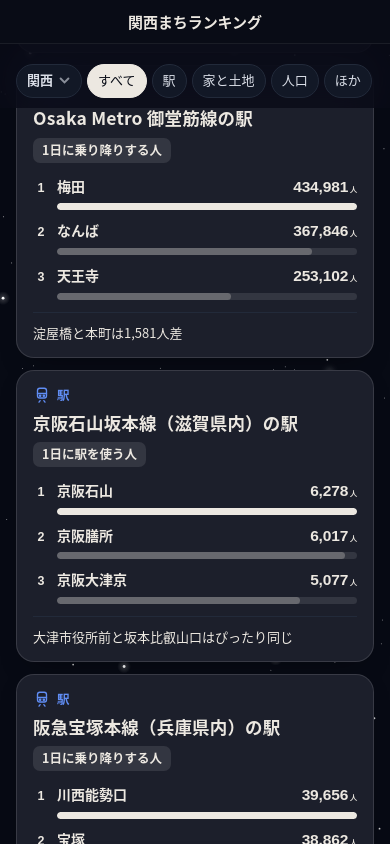 関西まちランキング
関西 すべて 駅 家と土地 人口 ほか
Osaka Metro 御堂筋線の駅
1日に乗り降りする人
1 梅田 434,981人
2 なんば 367,846人
3 天王寺 253,102人
淀屋橋と本町は1,581人差
駅
京阪石山坂本線（滋賀県内）の駅
1日に駅を使う人
1 京阪石山 6,278人
2 京阪膳所 6,017人
3 京阪大津京 5,077人
大津市役所前と坂本比叡山口はぴったり同じ
駅
阪急宝塚本線（兵庫県内）の駅
1日に乗り降りする人
1 川西能勢口 39,656人
2 宝塚 38,862人